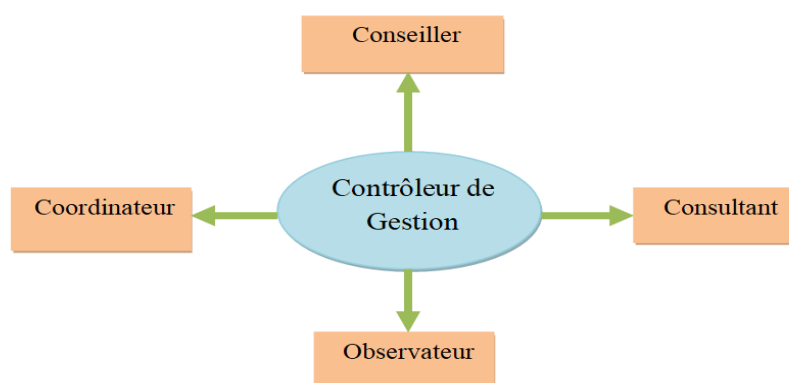 Conseiller
Coordinateur
Contrôleur de
Gestion
Consultant
Observateur